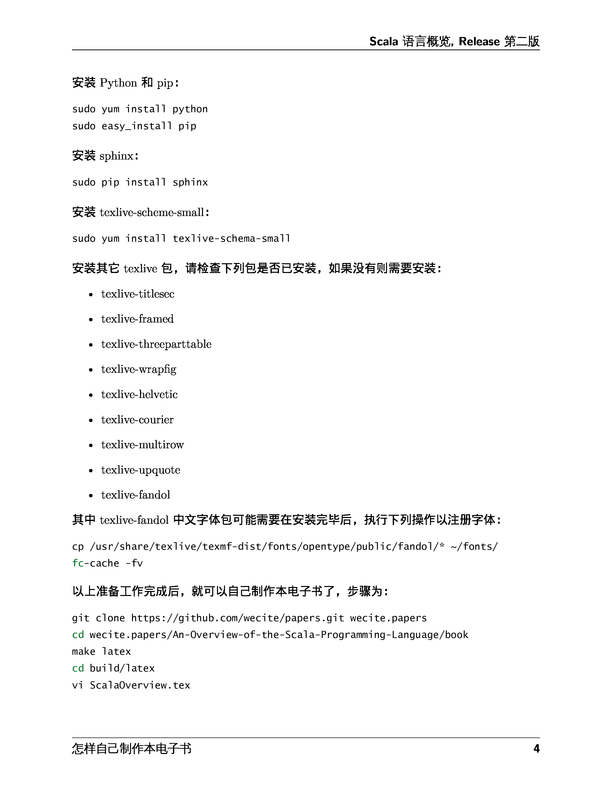 Scala 语言概览, Release 第二版
安装 Python 和 pip：
sudo yum install python
sudo easy_install pip
安装 sphinx：
sudo pip install sphinx
安装 texlive-scheme-small：
sudo yum install texlive-schema-small
安装其它 texlive 包，请检查下列包是否已安装，如果没有则需要安装：
• texlive-titlesec
• texlive-framed
• texlive-threeparttable
• texlive-wrapfig
• texlive-helvetic
• texlive-courier
• texlive-multirow
• texlive-upquote
• texlive-fandol
其中 texlive-fandol 中文字体包可能需要在安装完毕后，执行下列操作以注册字体：
cp /usr/share/texlive/texmf-dist/fonts/opentype/public/fandol/* ~/fonts/
fc-cache -fv
以上准备工作完成后，就可以自己制作本电子书了，步骤为：
git clone https://github.com/wecite/papers.git wecite.papers
cd wecite.papers/An-Overview-of-the-Scala-Programming-Language/book
make latex
cd build/latex
vi ScalaOverview.tex
怎样自己制作本电子书 4